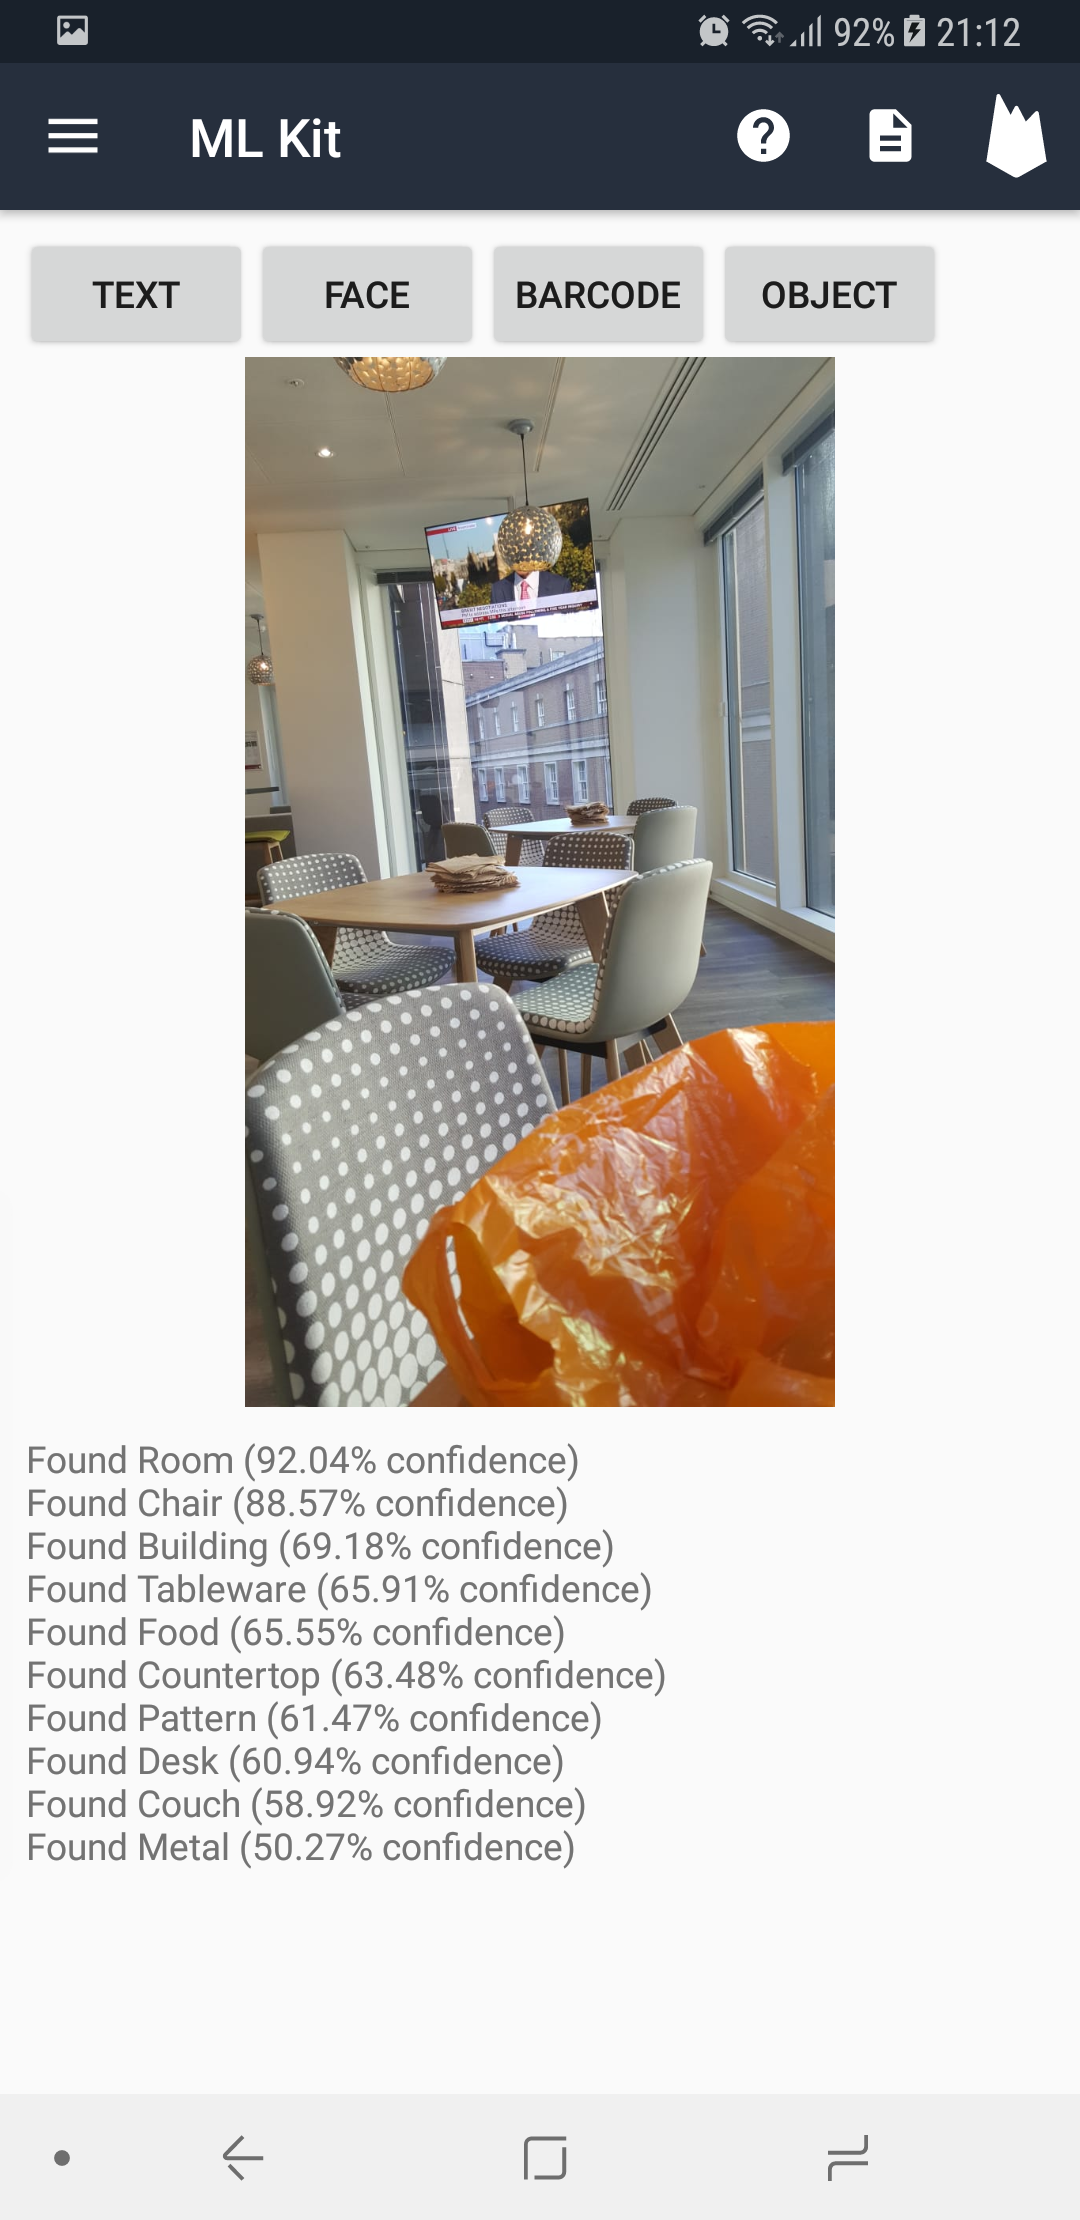 92% 21:12
ML Kit
TEXT FACE BARCODE OBJECT
Found Room (92.04% confidence)
Found Chair (88.57% confidence)
Found Building (69.18% confidence)
Found Tableware (65.91% confidence)
Found Food (65.55% confidence)
Found Countertop (63.48% confidence)
Found Pattern (61.47% confidence)
Found Desk (60.94% confidence)
Found Couch (58.92% confidence)
Found Metal (50.27% confidence)